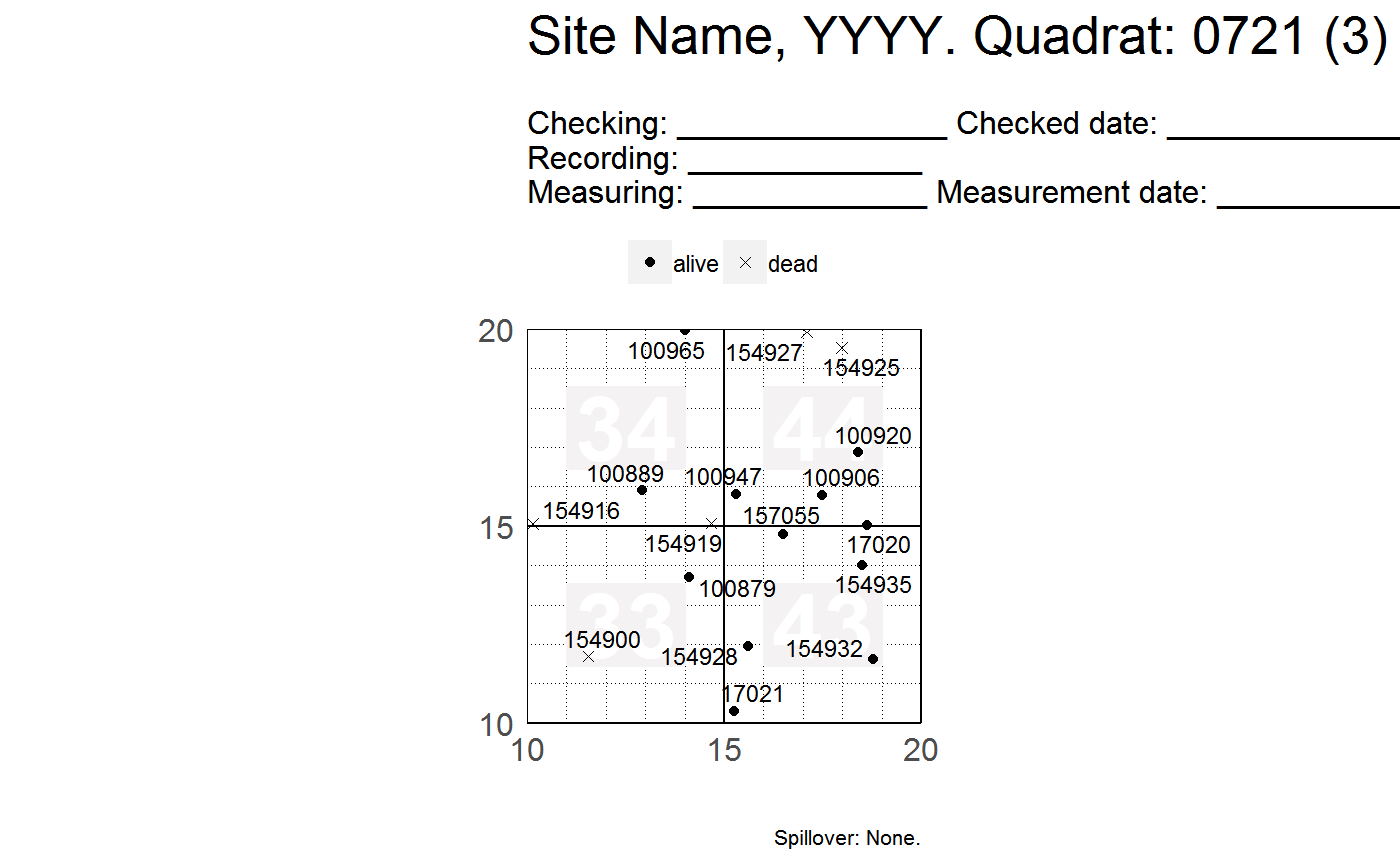 Site Name, YYYY. Quadrat: 0721 (3)
Checking: ________________ Checked date: ______________
Recording: ______________
Measuring: ______________ Measurement date: ___________
alive dead
20
100965 154927
154925
34 44
100920
100889 100947 100906
154916 157055
15
154919 17020
100879 154935
33 43
154900 154928 154932
17021
10
10 15 20
Spillover: None.